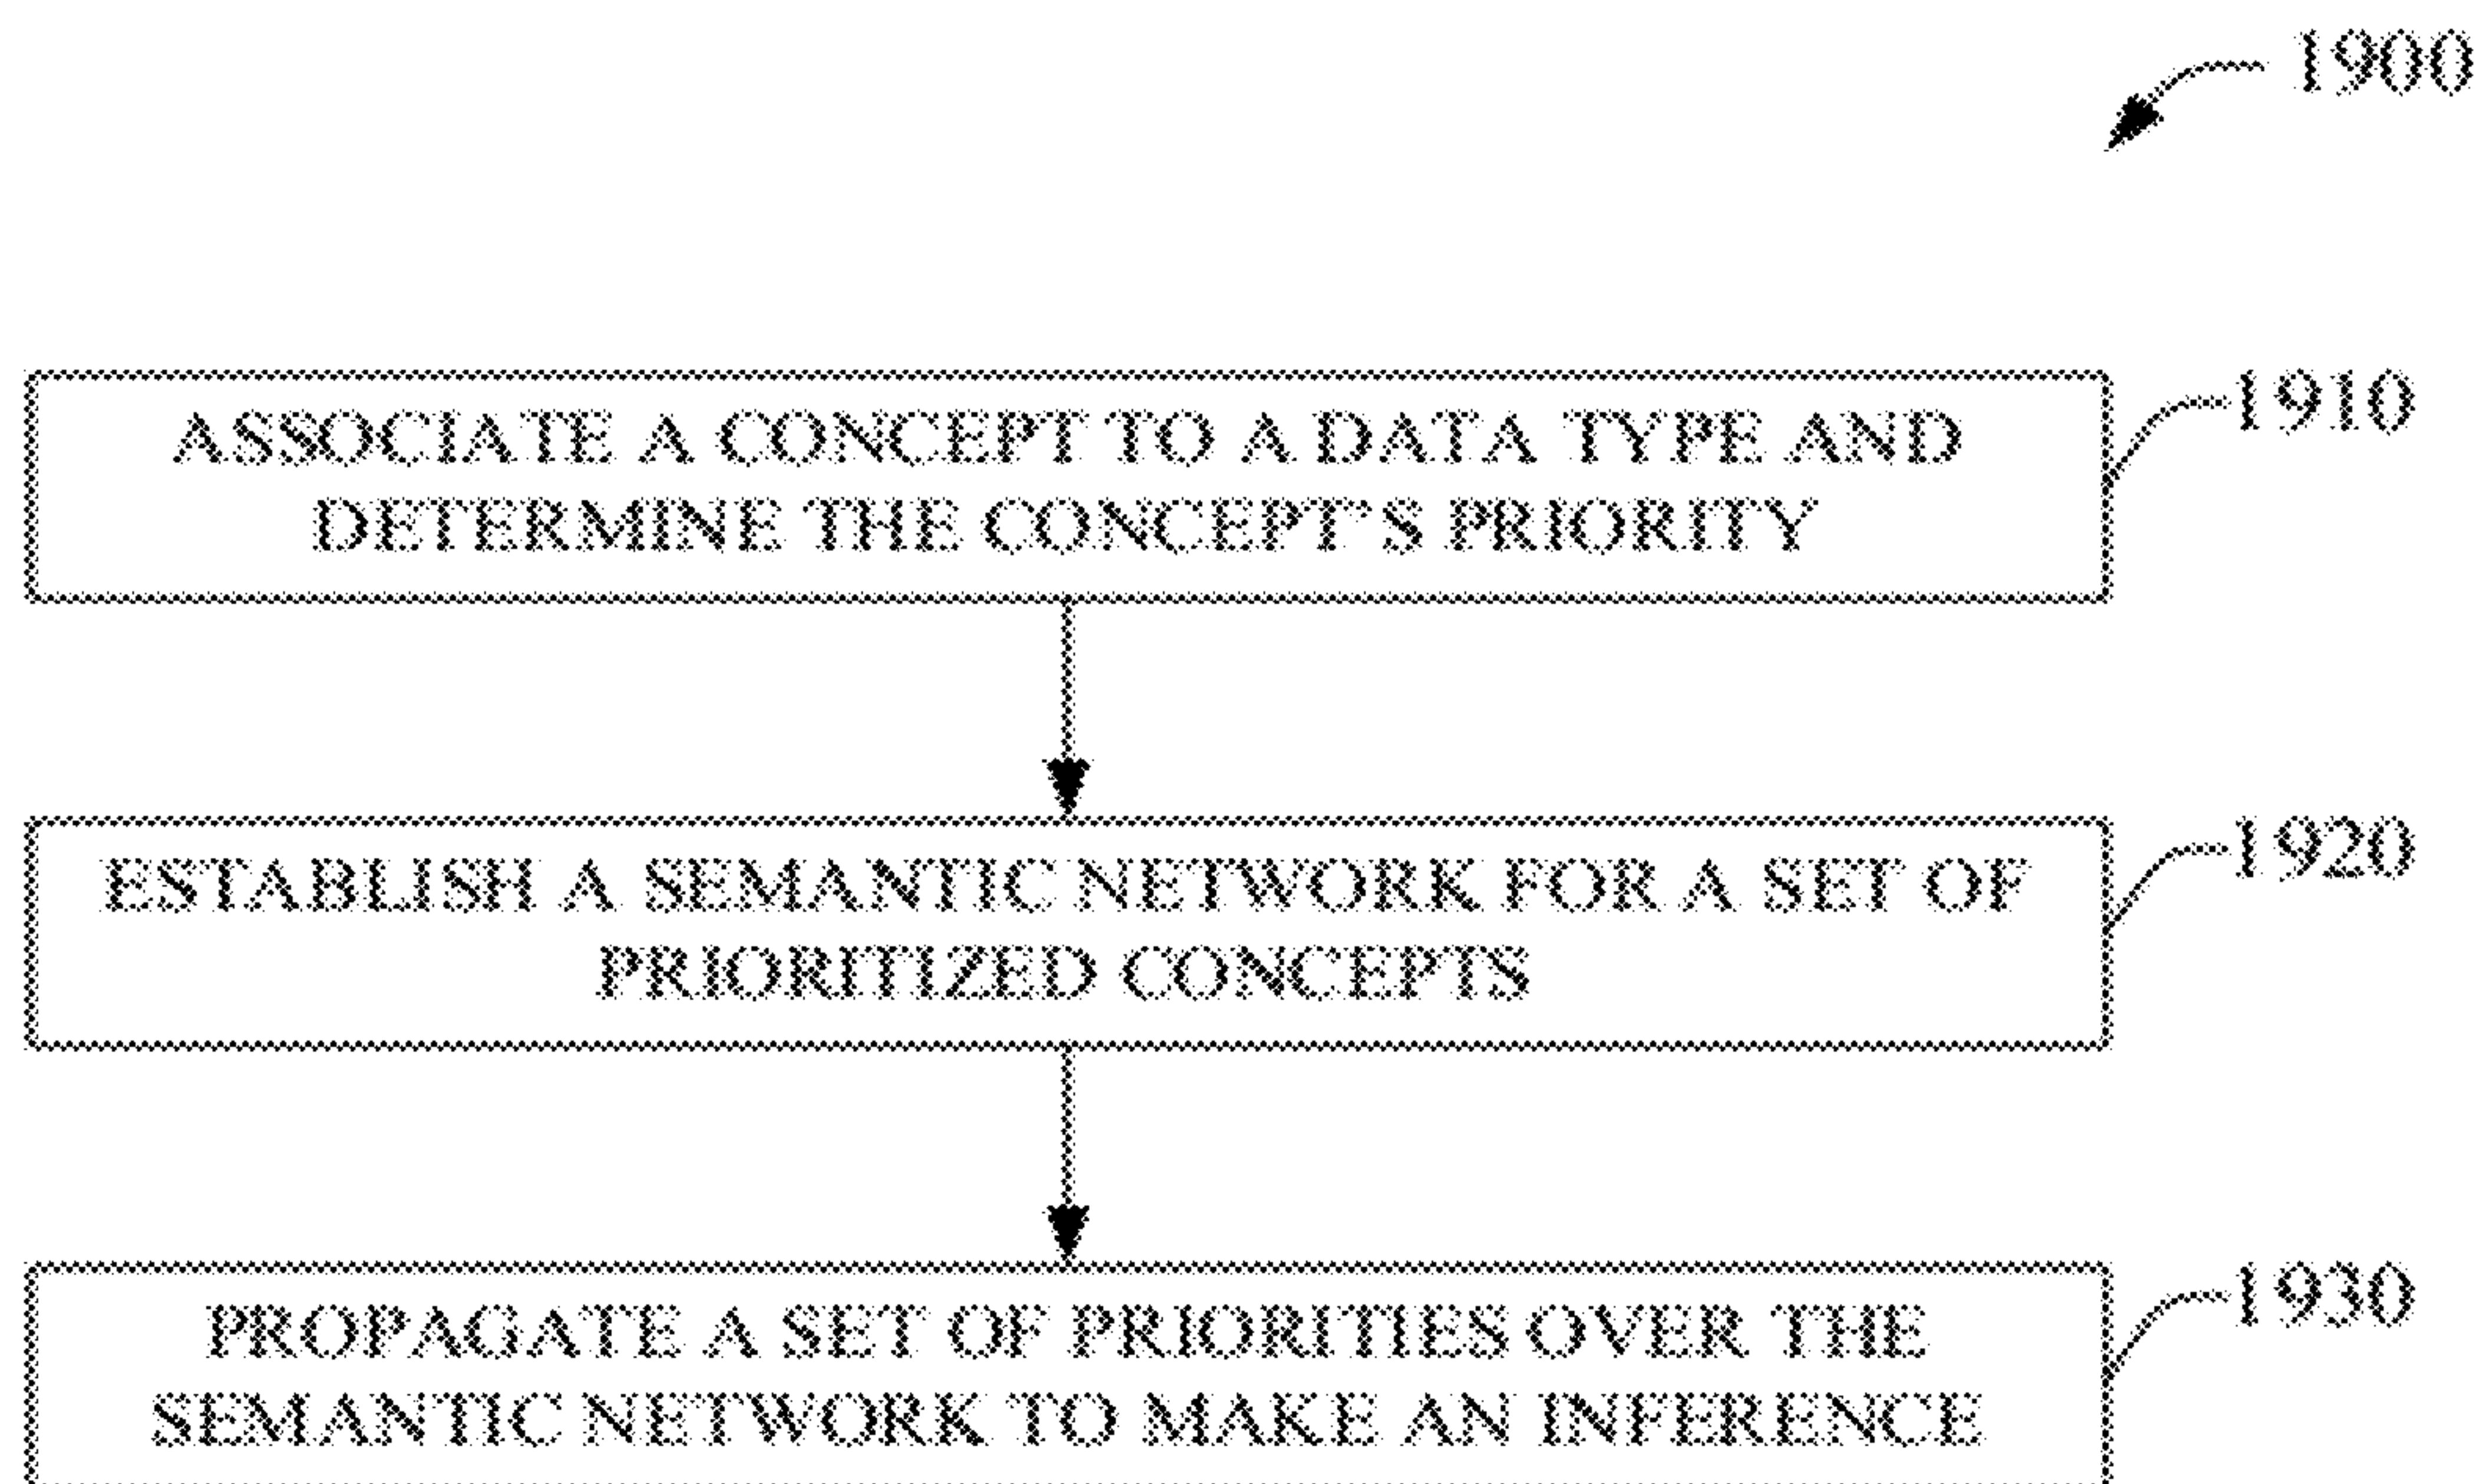 1900
ASSOCIATE A CONCEPT TO A DATA TYPE AND
DETERMINE THE CONCEPT'S PRIORITY
1910
ESTABLISH A SEMANTIC NETWORK FOR A SET OF
PRIORITIZED CONCEPTS
1920
PROPAGATE A SET OF PRIORITIES OVER THE
SEMANTIC NETWORK TO MAKE AN INFERENCE
1930